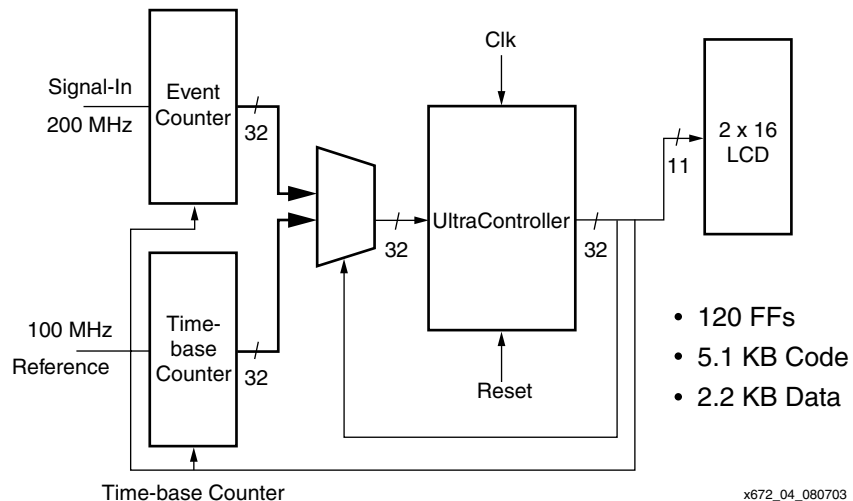 Signal-In
200 MHz
Event
Counter
32
Clk
2 x 16
LCD
11
UltraController
32
32
100 MHz
Reference
Time-
base
Counter
32
Reset
• 120 FFs
• 5.1 KB Code
• 2.2 KB Data
Time-base Counter
x672_04_080703